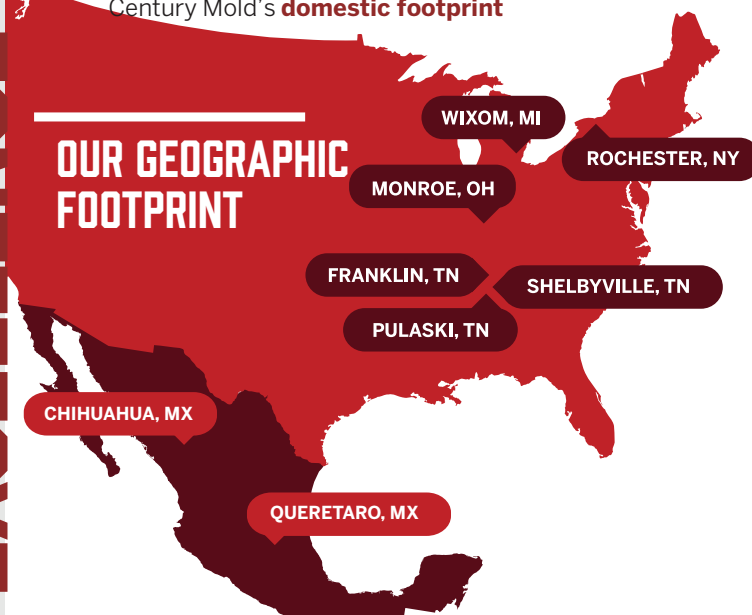 Century Mold's domestic footprint
OUR GEOGRAPHIC
FOOTPRINT
WIXOM, MI
ROCHESTER, NY
MONROE, OH
FRANKLIN, TN
SHELBYVILLE, TN
PULASKI, TN
CHIHUAHUA, MX
QUERETARO, MX